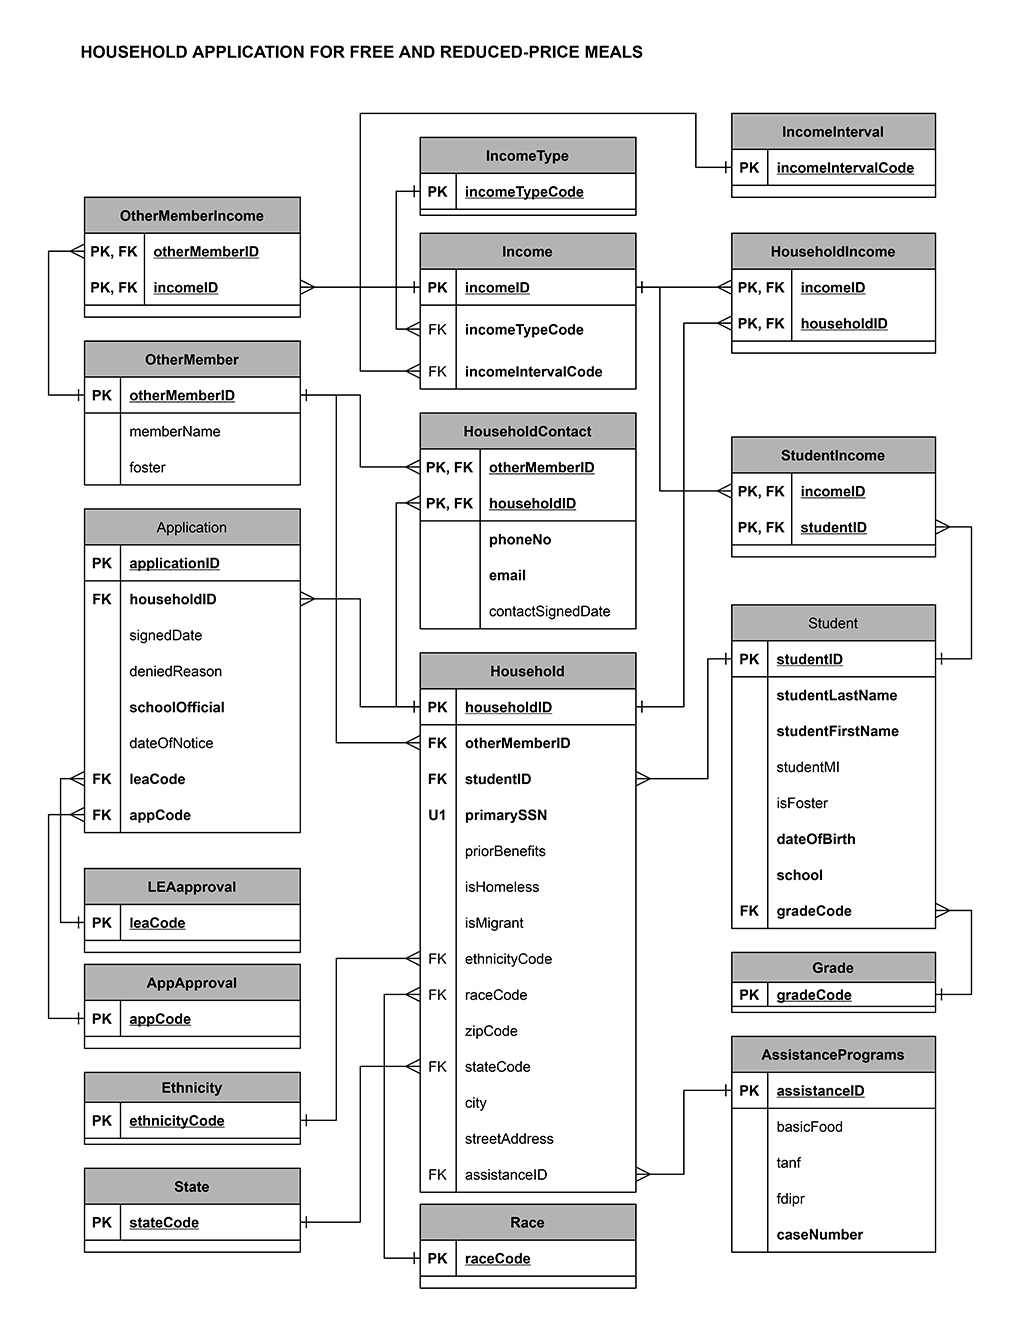 HOUSEHOLD APPLICATION FOR FREE AND REDUCED-PRICE MEALS
IncomeInterval
PK incomeIntervalCode
IncomeType
PK incomeTypeCode
OtherMemberIncome
PK, FK otherMemberID
PK, FK incomeID
Income
PK incomeID
FK incomeTypeCode
FK incomeIntervalCode
HouseholdIncome
PK, FK incomeID
PK, FK householdID
OtherMember
PK otherMemberID
memberName
foster
HouseholdContact
PK, FK otherMemberID
PK, FK householdID
phoneNo
email
contactSignedDate
StudentIncome
PK, FK incomeID
PK, FK studentID
Application
PK applicationID
FK householdID
signedDate
deniedReason
schoolOfficial
dateOfNotice
FK leaCode
FK appCode
Household
PK householdID
FK otherMemberID
FK studentID
U1 primarySSN
priorBenefits
isHomeless
isMigrant
FK ethnicityCode
FK raceCode
zipCode
FK stateCode
city
streetAddress
FK assistanceID
Student
PK studentID
studentLastName
studentFirstName
studentMI
isFoster
dateOfBirth
school
FK gradeCode
LEAapproval
PK leaCode
AppApproval
PK appCode
Grade
PK gradeCode
Ethnicity
PK ethnicityCode
AssistancePrograms
PK assistanceID
basicFood
tanf
fdipr
caseNumber
State
PK stateCode
Race
PK raceCode